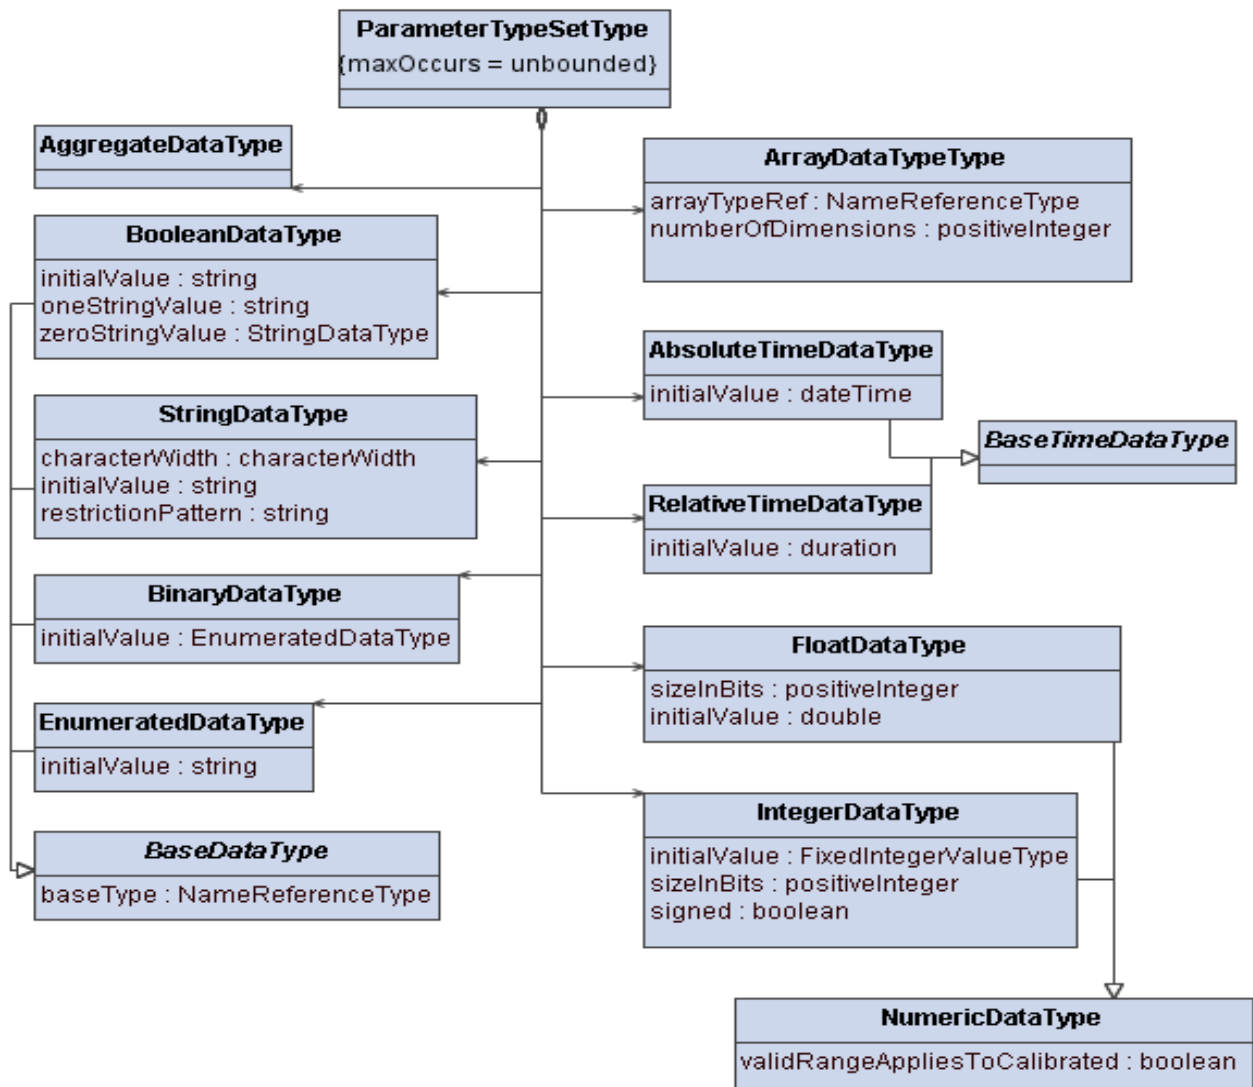 ParameterTypeSetType
{maxOccurs = unbounded}
AggregateDataType
ArrayDataTypeType
arrayTypeRef : NameReferenceType
numberOfDimensions : positiveInteger
BooleanDataType
initialValue : string
oneStringValue : string
zeroStringValue : StringDataType
AbsoluteTimeDataType
initialValue : dateTime
StringDataType
characterWidth : characterWidth
initialValue : string
restrictionPattern : string
BaseTimeDataType
RelativeTimeDataType
initialValue : duration
BinaryDataType
initialValue : EnumeratedDataType
FloatDataType
sizeInBits : positiveInteger
initialValue : double
EnumeratedDataType
initialValue : string
IntegerDataType
initialValue : FixedIntegerValueType
sizeInBits : positiveInteger
signed : boolean
BaseDataType
baseType : NameReferenceType
NumericDataType
validRangeAppliesToCalibrated : boolean